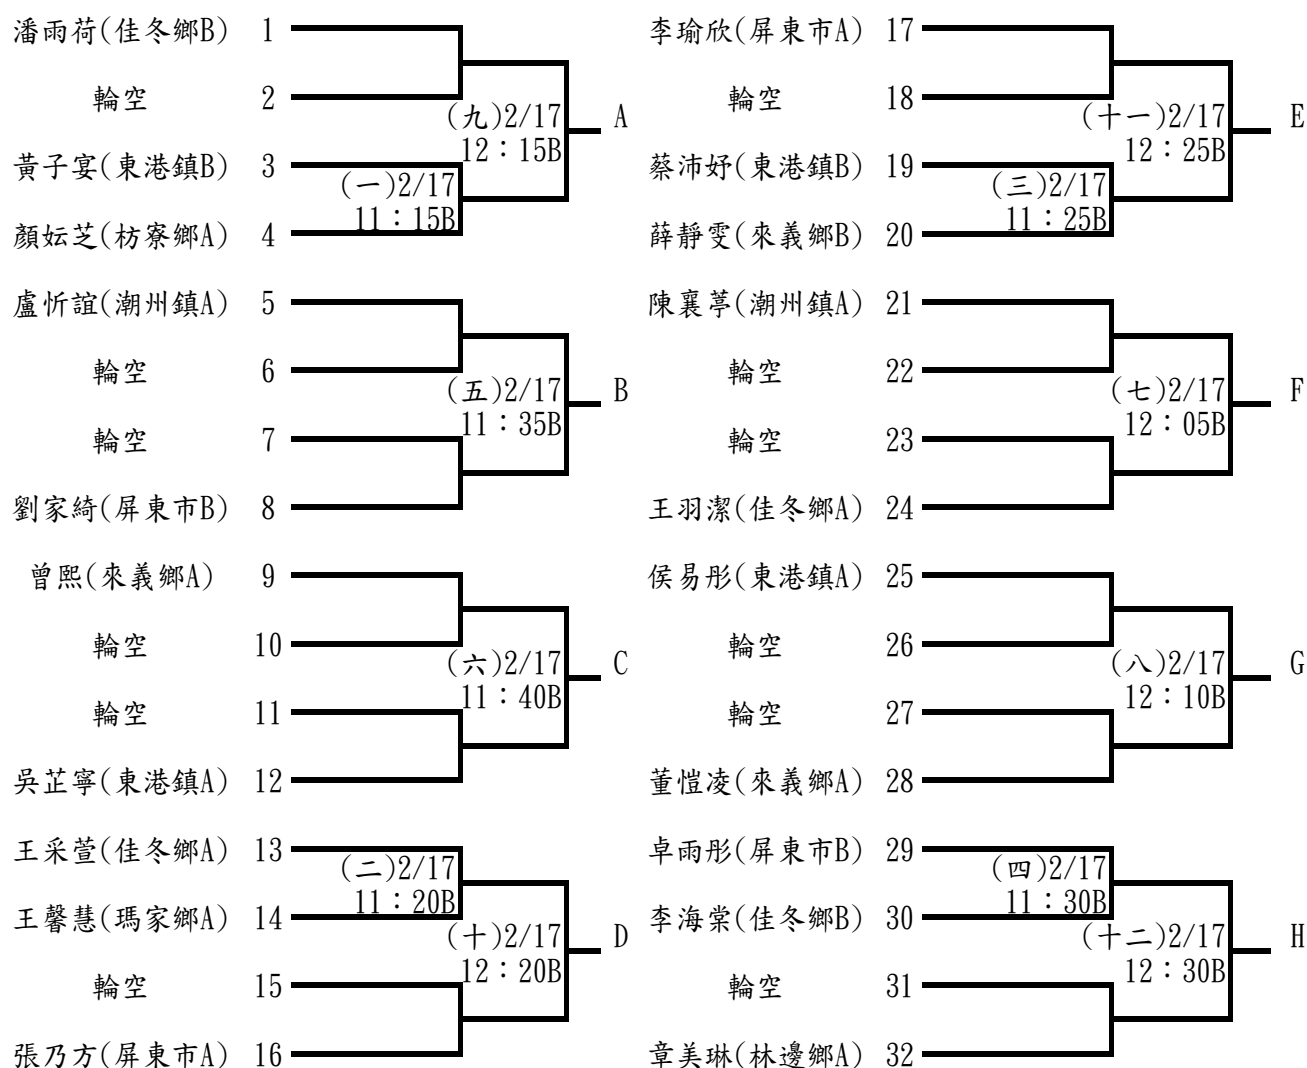 潘雨荷(佳冬鄉B) 1
輪空 2
(九)2/17
12：15B
A
黃子宴(東港鎮B) 3
(一)2/17
11：15B
顏妘芝(枋寮鄉A) 4
盧忻誼(潮州鎮A) 5
輪空 6
(五)2/17
11：35B
B
輪空 7
劉家綺(屏東市B) 8
曾熙(來義鄉A) 9
輪空 10
(六)2/17
11：40B
C
輪空 11
吳芷寧(東港鎮A) 12
王采萱(佳冬鄉A) 13
(二)2/17
11：20B
王馨慧(瑪家鄉A) 14
(十)2/17
12：20B
D
輪空 15
張乃方(屏東市A) 16
李瑜欣(屏東市A) 17
輪空 18
(十一)2/17
12：25B
E
蔡沛妤(東港鎮B) 19
(三)2/17
11：25B
薛靜雯(來義鄉B) 20
陳襄葶(潮州鎮A) 21
輪空 22
(七)2/17
12：05B
F
輪空 23
王羽潔(佳冬鄉A) 24
侯易彤(東港鎮A) 25
輪空 26
(八)2/17
12：10B
G
輪空 27
董愷凌(來義鄉A) 28
卓雨彤(屏東市B) 29
(四)2/17
11：30B
李海棠(佳冬鄉B) 30
(十二)2/17
12：30B
H
輪空 31
章美琳(林邊鄉A) 32